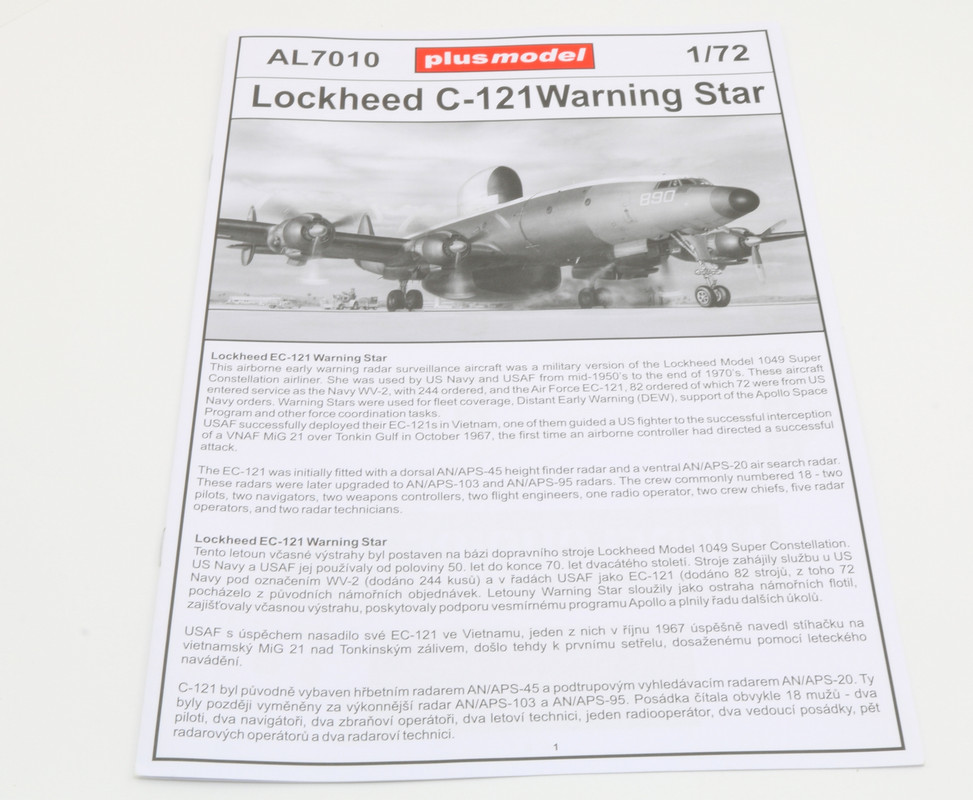 AL7010 plusmodel 1/72
Lockheed C-121Warning Star
890
Lockheed EC-121 Warning Star
This airborne early warning radar surveillance aircraft was a military version of the Lockheed Model 1049 Super
Constellation airliner. She was used by US Navy and USAF from mid-1950's to the end of 1970's. These aircraft
entered service as the Navy WV-2, with 244 ordered, and the Air Force EC-121, 82 ordered of which 72 were from US
Navy orders. Warning Stars were used for fleet coverage, Distant Early Warning (DEW), support of the Apollo Space
Program and other force coordination tasks.
USAF successfully deployed their EC-121s in Vietnam, one of them guided a US fighter to the successful interception
of a VNAF MiG 21 over Tonkin Gulf in October 1967, the first time an airborne controller had directed a successful
attack.
The EC-121 was initially fitted with a dorsal AN/APS-45 height finder radar and a ventral AN/APS-20 air search radar.
These radars were later upgraded to AN/APS-103 and AN/APS-95 radars. The crew commonly numbered 18 - two
pilots, two navigators, two weapons controllers, two flight engineers, one radio operator, two crew chiefs, five radar
operators, and two radar technicians.
Lockheed EC-121 Warning Star
Tento letoun včasné výstrahy byl postaven na bázi dopravního stroje Lockheed Model 1049 Super Constellation.
US Navy a USAF jej používaly od poloviny 50. let do konce 70. let dvacátého století. Stroje zahájily službu u US
Navy pod označením WV-2 (dodáno 244 kusů) a v řadách USAF jako EC-121 (dodáno 82 strojů, z toho 72
pocházelo z původních námořních objednávek. Letouny Warning Star sloužily jako ostraha námořních flotil,
zajišťovaly včasnou výstrahu, poskytovaly podporu vesmírnému programu Apollo a plnily řadu dalších úkolů.
USAF s úspěchem nasadilo své EC-121 ve Vietnamu, jeden z nich v říjnu 1967 úspěšně navedl stíhačku na
vietnamský MiG 21 nad Tonkinským zálivem, došlo tehdy k prvnímu setřelu, dosaženému pomocí leteckého
navádění.
C-121 byl původně vybaven hřbetním radarem AN/APS-45 a podtrupovým vyhledávacím radarem AN/APS-20. Ty
byly později vyměněny za výkonnější radar AN/APS-103 a AN/APS-95. Posádka čítala obvykle 18 mužů - dva
piloti, dva navigátoři, dva zbraňoví operátoři, dva letoví technici, jeden radiooperátor, dva vedoucí posádky, pět
radarových operátorů a dva radaroví technici.
1